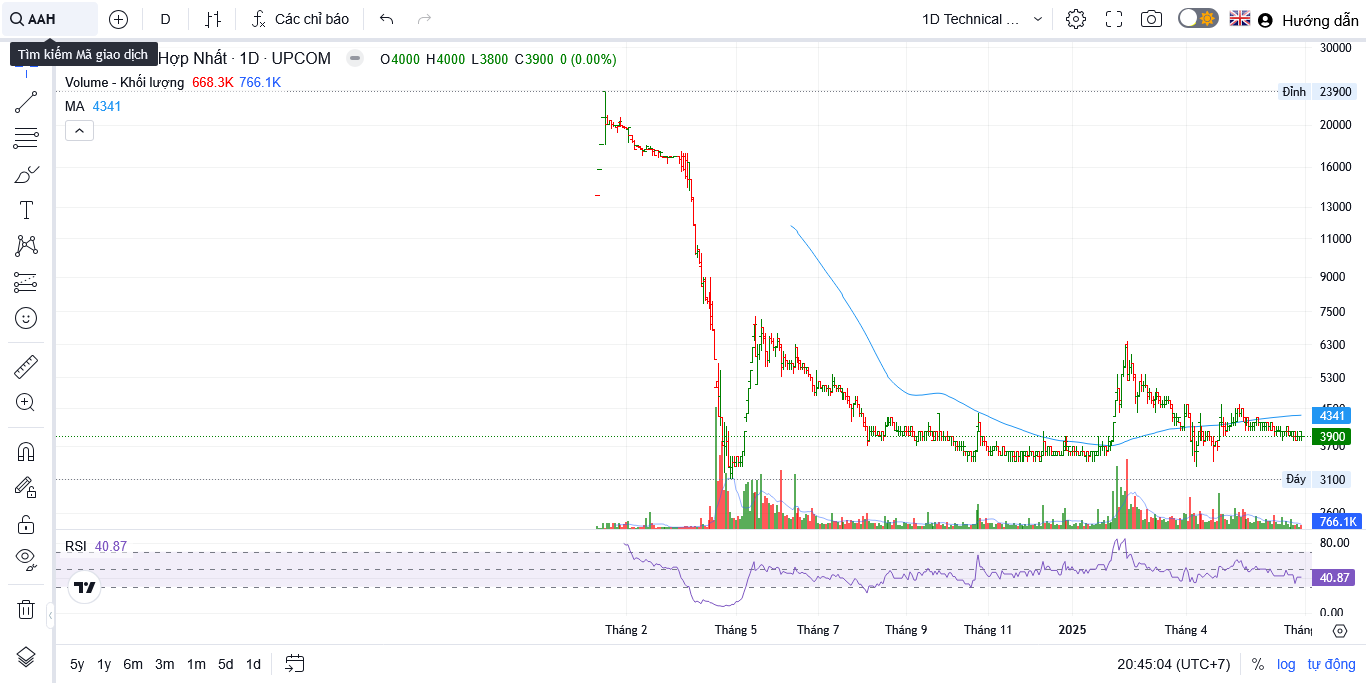 AAH
D
Các chỉ báo
1D Technical ...
Hướng dẫn
Tìm kiếm Mã giao dịch
Hợp Nhất · 1D · UPCOM
O4000 H4000 L3800 C3900 0 (0.00%)
Volume - Khối lượng 668.3K 766.1K
MA 4341
30000
Đỉnh 23900
20000
16000
13000
11000
9000
7500
6300
5300
4500
4341
3900
3700
Đáy 3100
2600
766.1K
RSI 40.87
80.00
40.87
0.00
Tháng 2
Tháng 5
Tháng 7
Tháng 9
Tháng 11
2025
Tháng 4
Thán
5y 1y 6m 3m 1m 5d 1d
20:45:04 (UTC+7)
% log tự động